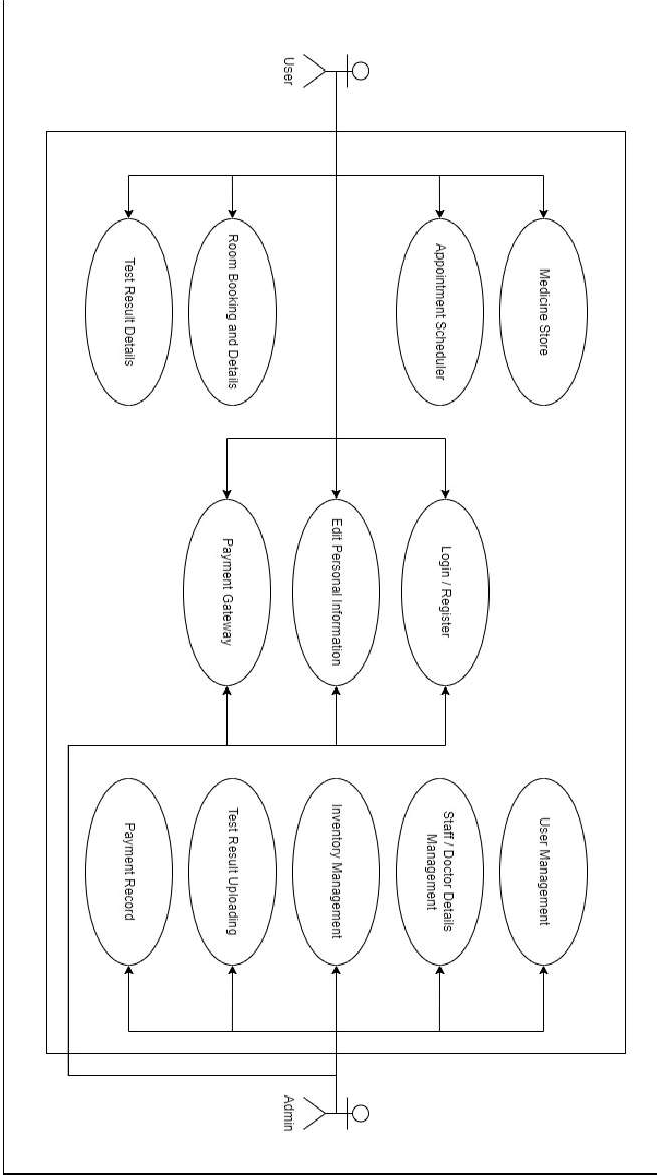 User
Medicine Store
Appointment Scheduler
Room Booking and Details
Test Result Details
Login / Register
Edit Personal Information
Payment Gateway
User Management
Staff / Doctor Details
Management
Inventory Management
Test Result Uploading
Payment Record
Admin